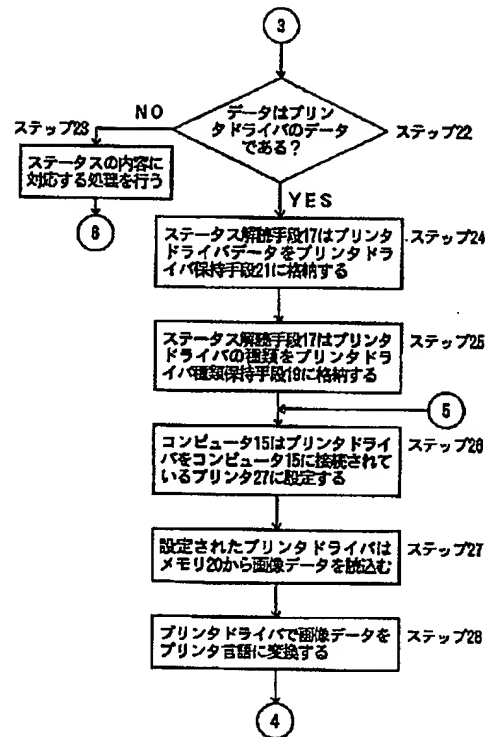 3
データはプリン
タドライバのデータ
である?
ステップ22
NO
ステップ23
ステータスの内容に
対応する処理を行う
6
YES
ステータス解読手段17はプリンタ
ドライバデータをプリンタドラ
イバ保持手段21に格納する
ステップ24
ステータス解読手段17はプリンタ
ドライバの種類をプリンタドラ
イバ種類保持手段19に格納する
ステップ25
5
コンピュータ15はプリンタドライ
バをコンピュータ15に接続されて
いるプリンタ27に設定する
ステップ26
設定されたプリンタドライバは
メモリ20から画像データを読込む
ステップ27
プリンタドライバで画像データを
プリンタ言語に変換する
ステップ28
4